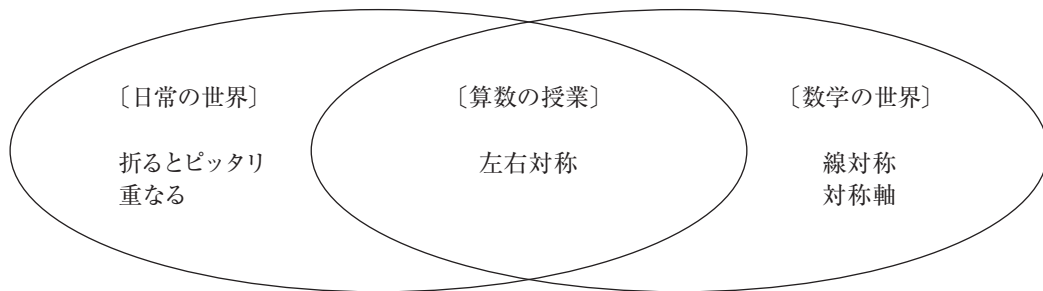 〔日常の世界〕
折るとピッタリ
重なる
〔算数の授業〕
左右対称
〔数学の世界〕
線対称
対称軸